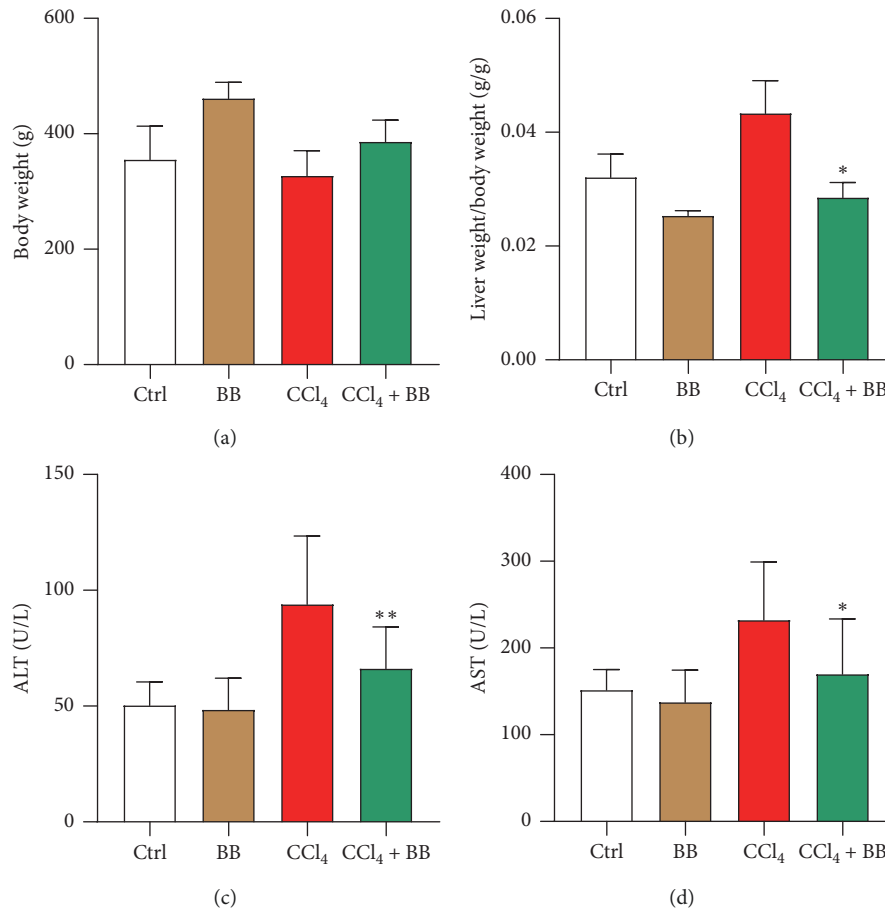 Body weight (g)
600
400
200
0
Ctrl
BB
CCl₄
CCl₄ + BB
(a)
Liver weight/body weight (g/g)
0.06
0.04
0.02
0.00
*
Ctrl
BB
CCl₄
CCl₄ + BB
(b)
ALT (U/L)
150
100
50
0
**
Ctrl
BB
CCl₄
CCl₄ + BB
(c)
AST (U/L)
400
300
200
100
0
*
Ctrl
BB
CCl₄
CCl₄ + BB
(d)